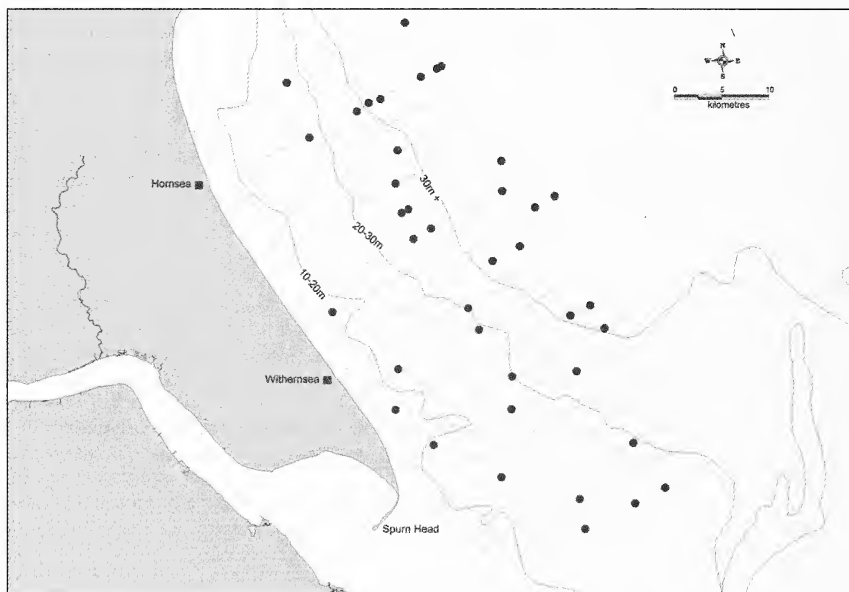 N
W E
S
0 5 10
kilometres
Hornsea
30m +
20-30m
10-20m
Withernsea
Spurn Head